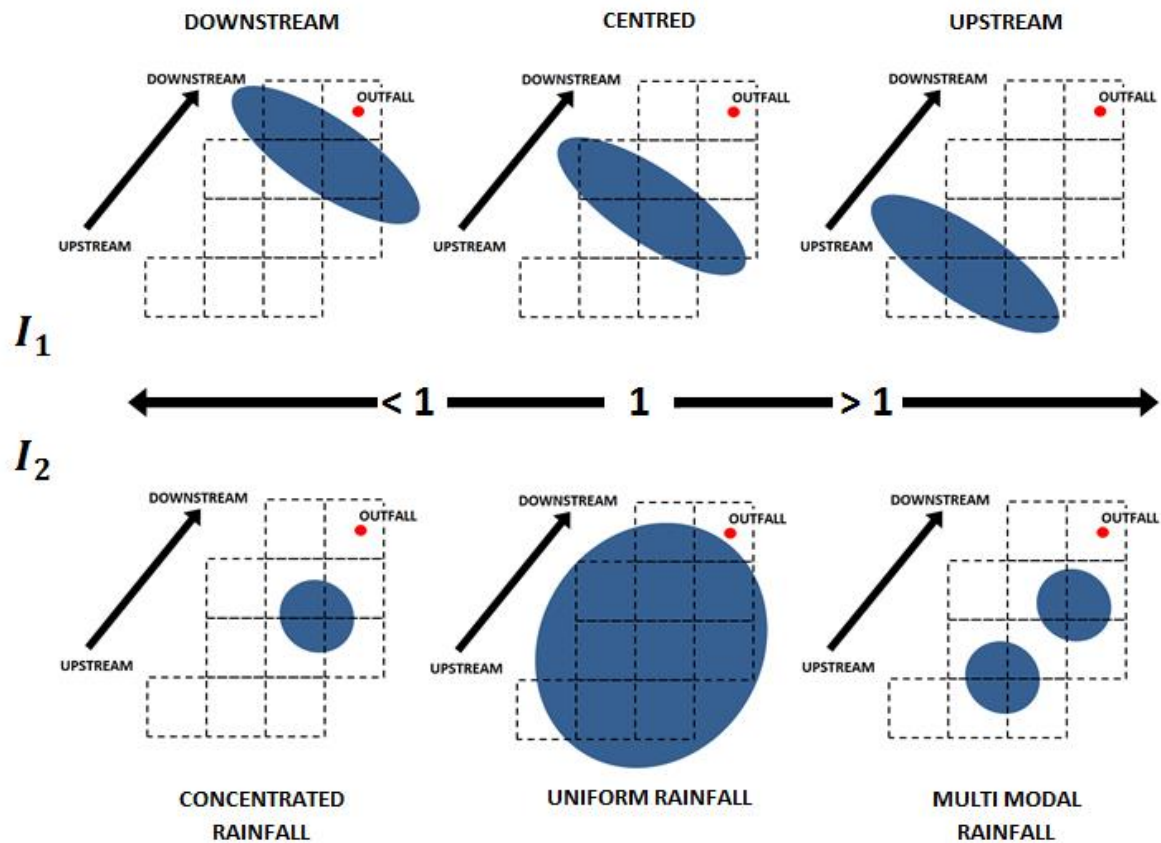 DOWNSTREAM
CENTRED
UPSTREAM
DOWNSTREAM
OUTFALL
UPSTREAM
DOWNSTREAM
OUTFALL
UPSTREAM
DOWNSTREAM
OUTFALL
UPSTREAM
I₁
< 1
1
> 1
I₂
DOWNSTREAM
OUTFALL
UPSTREAM
DOWNSTREAM
OUTFALL
UPSTREAM
DOWNSTREAM
OUTFALL
UPSTREAM
CONCENTRATED
RAINFALL
UNIFORM RAINFALL
MULTI MODAL
RAINFALL